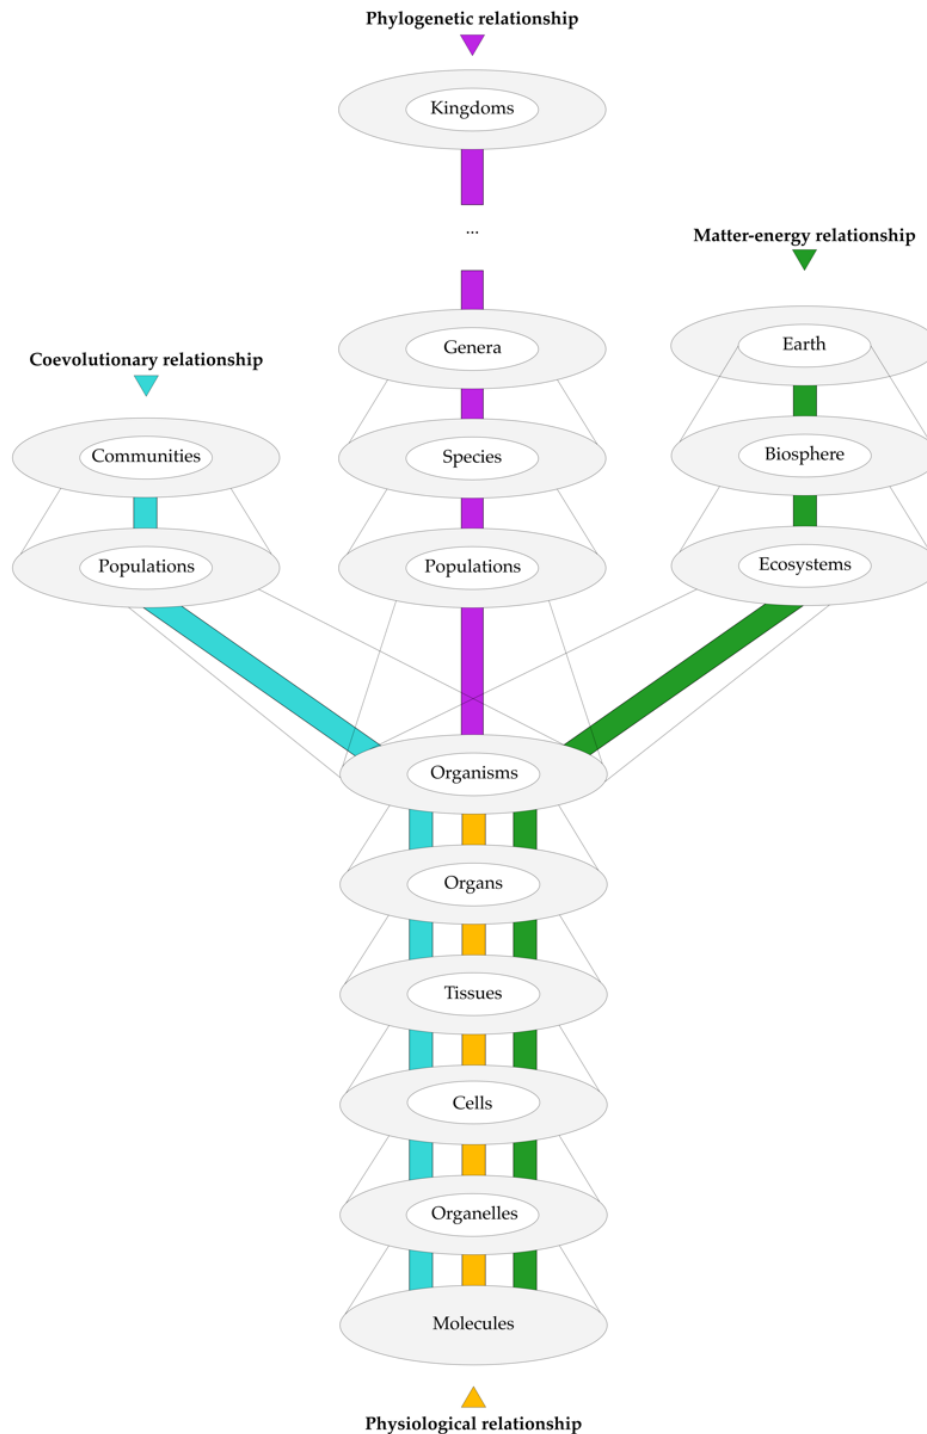 Phylogenetic relationship
Kingdoms
...
Matter-energy relationship
Genera
Earth
Coevolutionary relationship
Communities
Species
Biosphere
Populations
Populations
Ecosystems
Organisms
Organs
Tissues
Cells
Organelles
Molecules
Physiological relationship